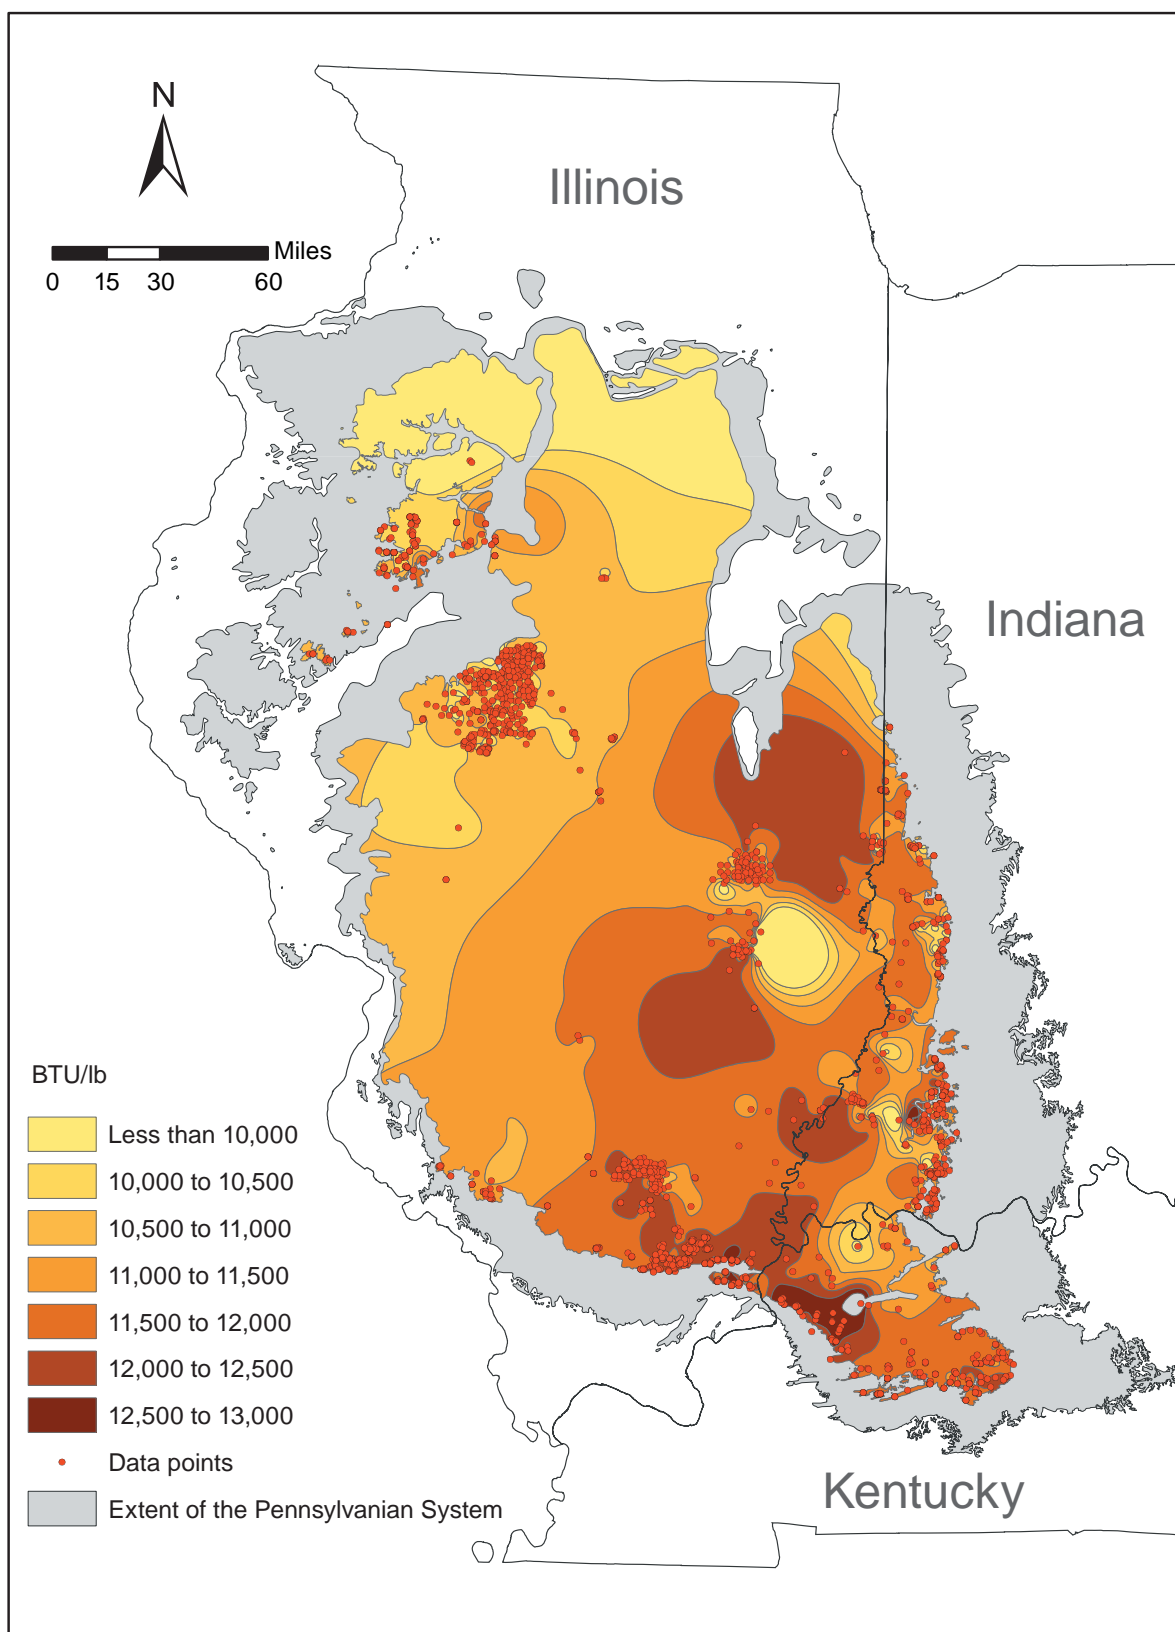 N
Illinois
Miles
0 15 30 60
Indiana
BTU/lb
Less than 10,000
10,000 to 10,500
10,500 to 11,000
11,000 to 11,500
11,500 to 12,000
12,000 to 12,500
12,500 to 13,000
Data points
Extent of the Pennsylvanian System
Kentucky